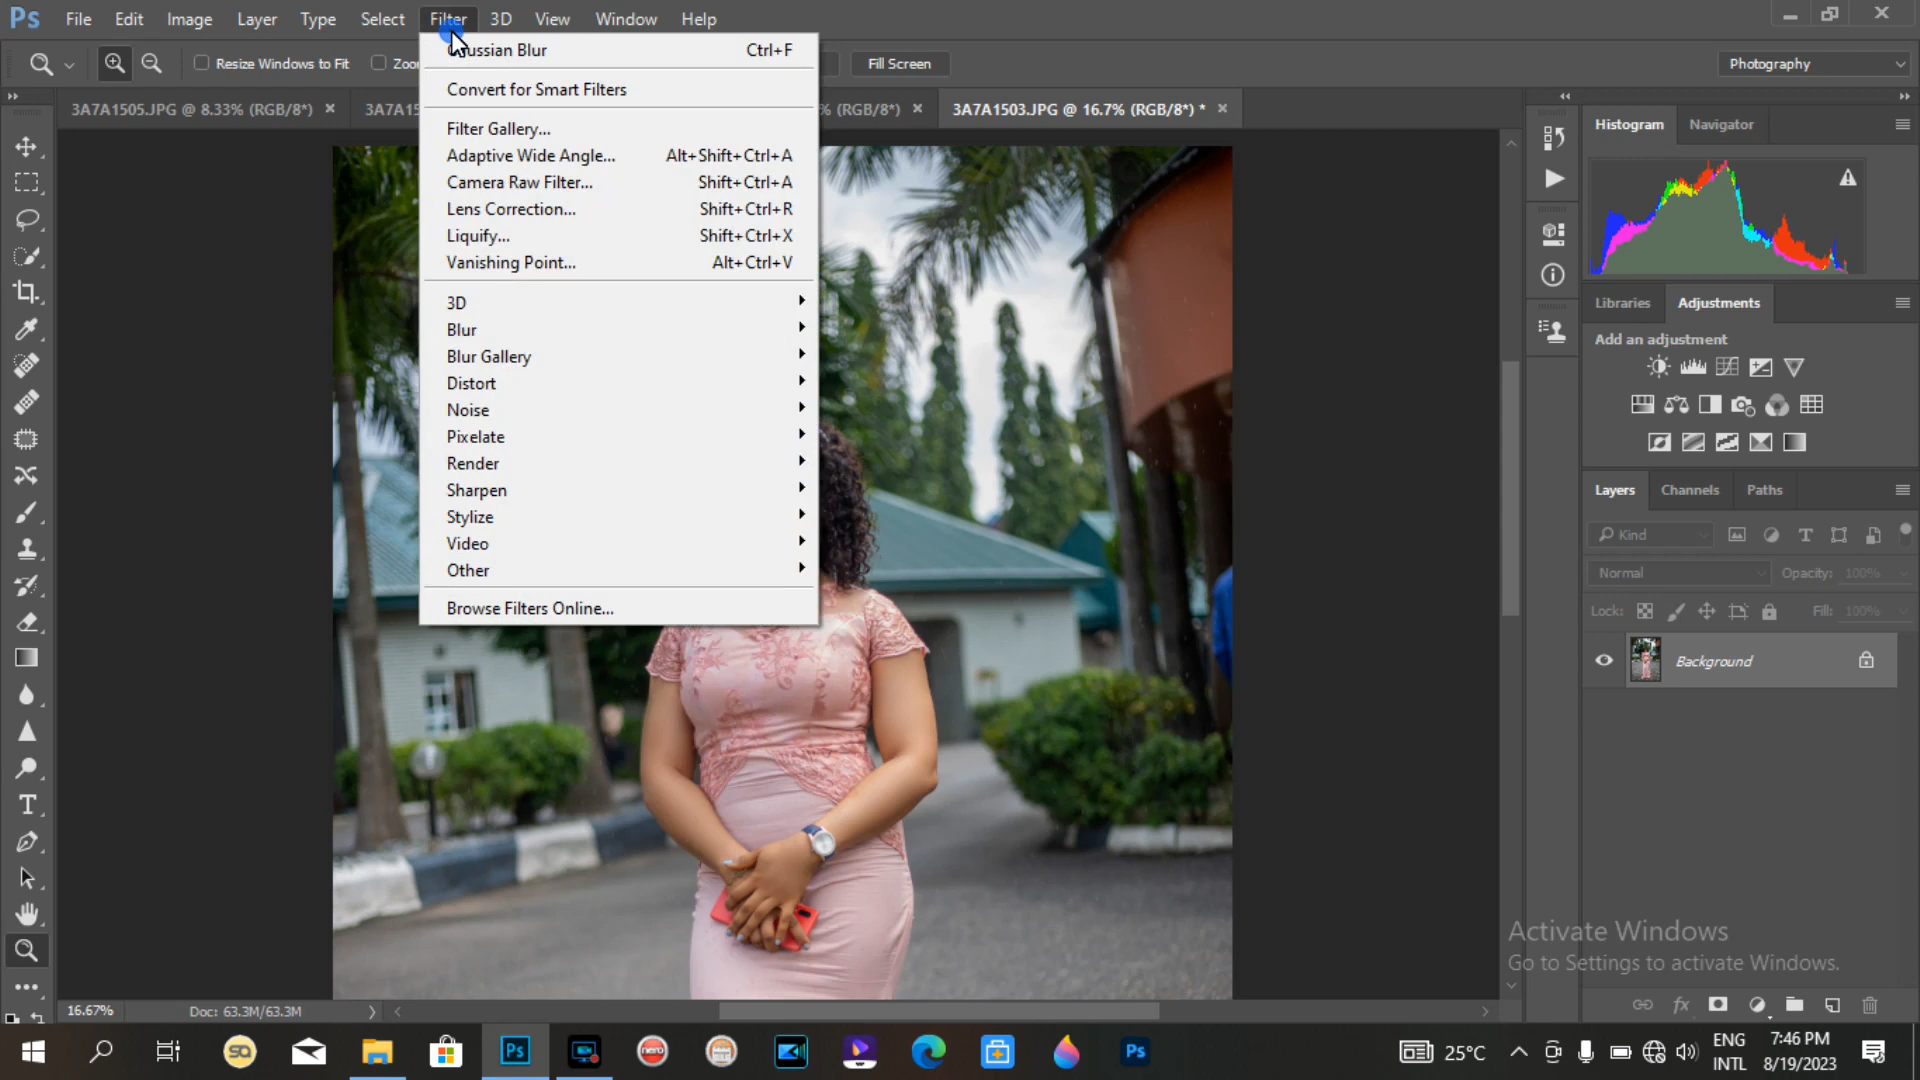 Ps File Edit Image Layer Type Select Filter 3D View Window Help
Resize Windows to Fit
Fill Screen
Photography
3A7A1505.JPG @ 8.33% (RGB/8*) ×
% (RGB/8*) ×
3A7A1503.JPG @ 16.7% (RGB/8*) * ×
Ctrl+F
Convert for Smart Filters
Filter Gallery...
Adaptive Wide Angle... Alt+Shift+Ctrl+A
Camera Raw Filter... Shift+Ctrl+A
Lens Correction... Shift+Ctrl+R
Liquify... Shift+Ctrl+X
Vanishing Point... Alt+Ctrl+V
3D
Blur
Blur Gallery
Distort
Noise
Pixelate
Render
Sharpen
Stylize
Video
Other
Browse Filters Online...
Histogram Navigator
Libraries Adjustments
Add an adjustment
Layers Channels Paths
Kind
Normal Opacity: 100%
Lock: Fill: 100%
Background
Activate Windows
Go to Settings to activate Windows.
16.67% Doc: 63.3M/63.3M
25°C
ENG
INTL
7:46 PM
8/19/2023